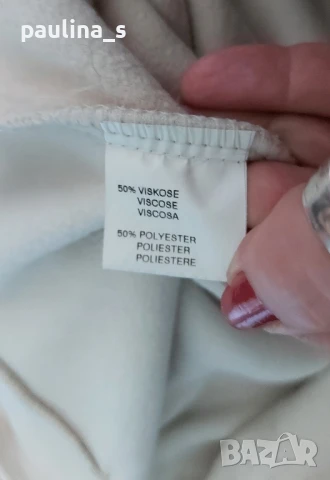 paulina_s
50% VISKOSE
VISCOSE
VISCOSA
50% POLYESTER
POLIESTER
POLIESTERE
BAZAR